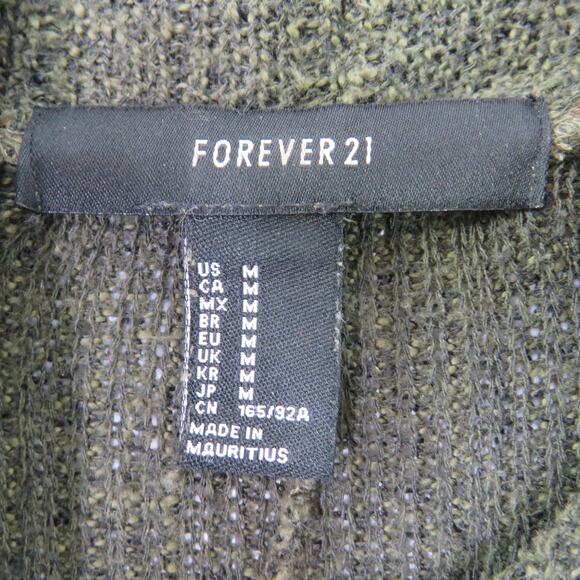 FOREVER 21
US M
CA M
MX M
BR M
EU M
UK M
KR M
JP M
CN 165/92A
MADE IN
MAURITIUS